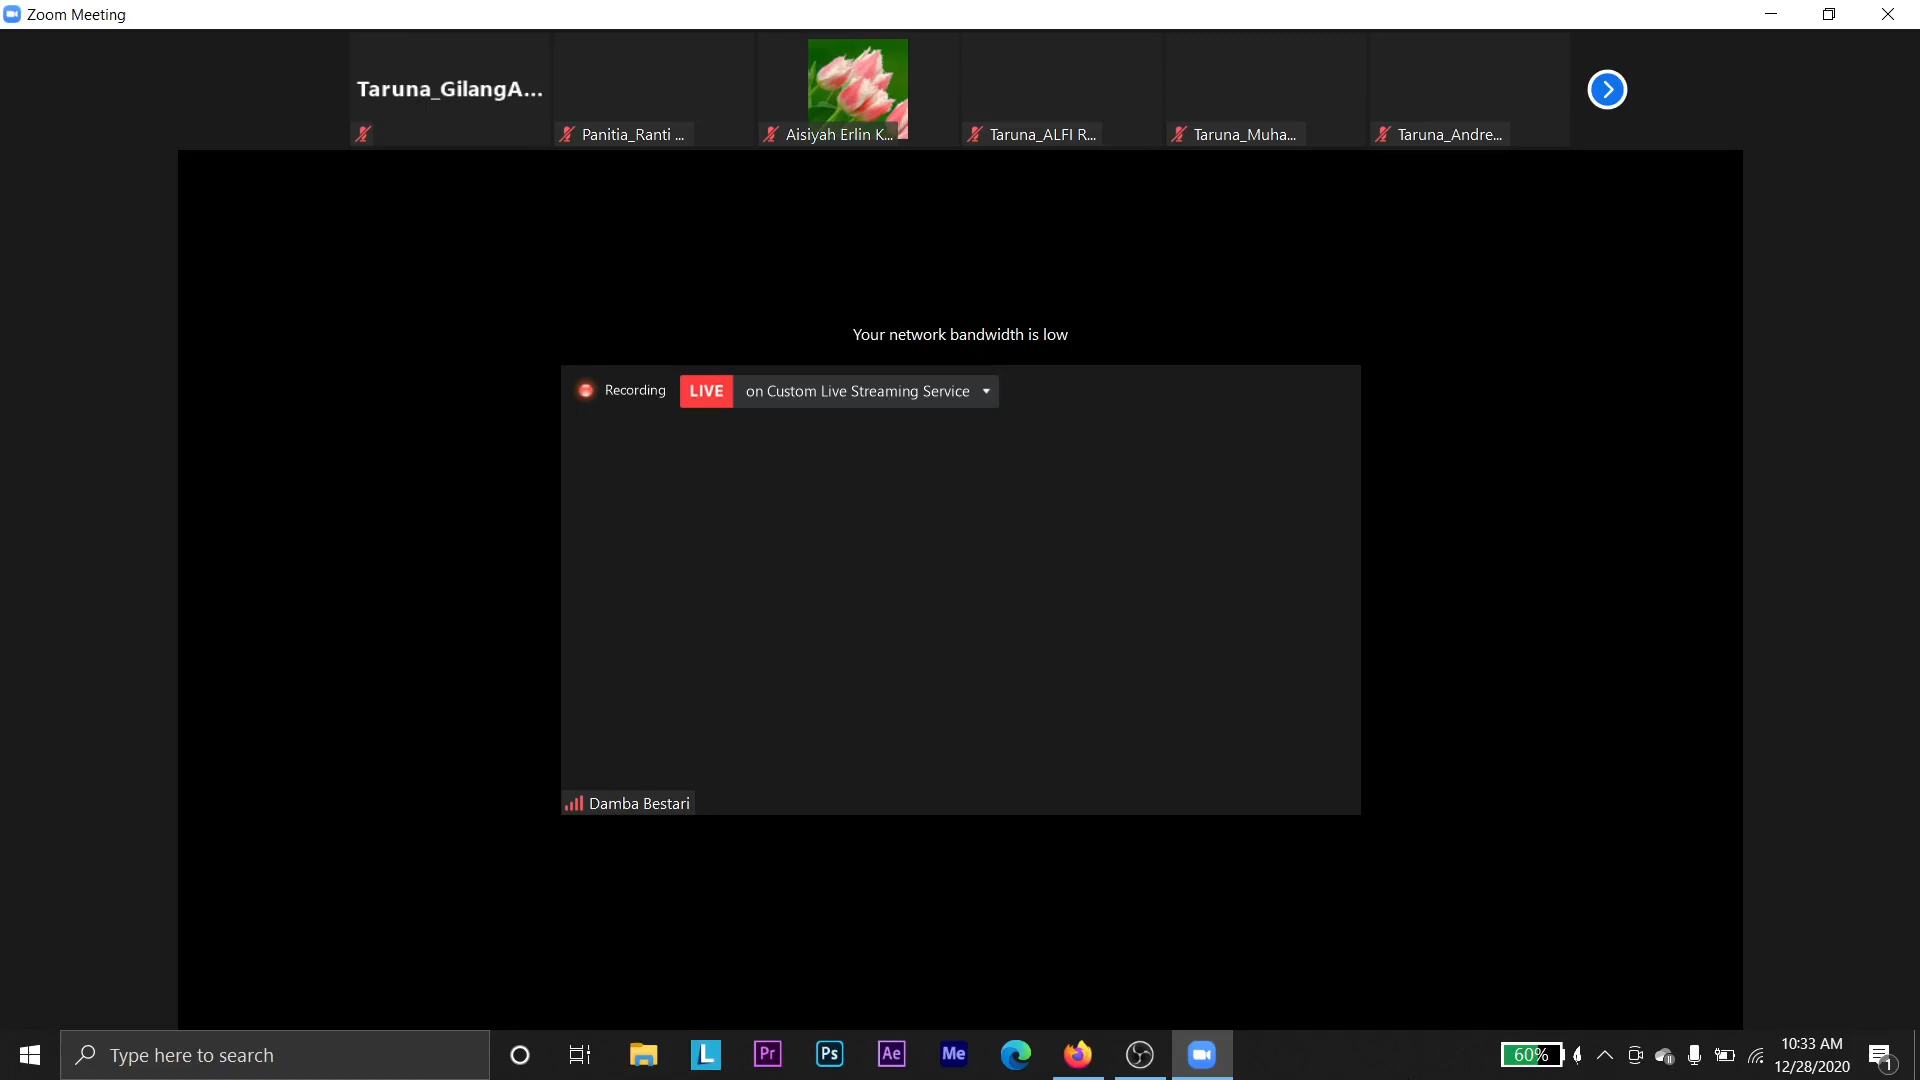 Zoom Meeting
Taruna_GilangA...
Panitia_Ranti ...
Aisiyah Erlin K...
Taruna_ALFI R...
Taruna_Muha...
Taruna_Andre...
Your network bandwidth is low
Recording
LIVE on Custom Live Streaming Service
Damba Bestari
Type here to search
L
Pr
Ps
Ae
Me
60%
10:33 AM
12/28/2020
1